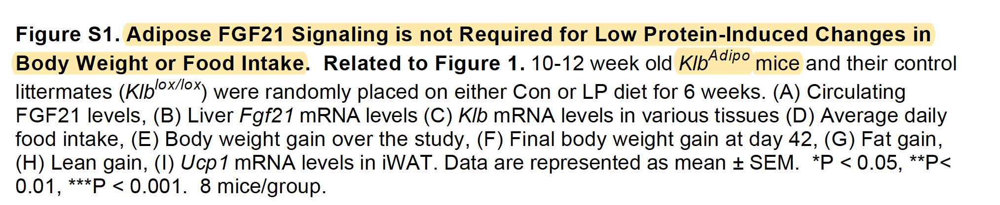 Figure S1. Adipose FGF21 Signaling is not Required for Low Protein-Induced Changes in
Body Weight or Food Intake.  Related to Figure 1. 10-12 week old Klb^Adipo mice and their control
littermates (Klb^lox/lox) were randomly placed on either Con or LP diet for 6 weeks. (A) Circulating
FGF21 levels, (B) Liver Fgf21 mRNA levels (C) Klb mRNA levels in various tissues (D) Average daily
food intake, (E) Body weight gain over the study, (F) Final body weight gain at day 42, (G) Fat gain,
(H) Lean gain, (I) Ucp1 mRNA levels in iWAT. Data are represented as mean ± SEM.  *P < 0.05, **P<
0.01, ***P < 0.001.  8 mice/group.